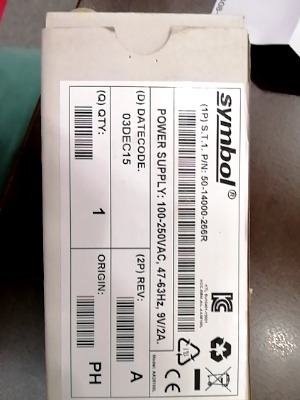 symbol®
(1P) S.T.1. P/N: 50-14000-266R
POWER SUPPLY: 100-250VAC, 47-63Hz, 9V/2A.
(D) DATECODE.
03DEC15
(2P) REV:
A
(Q) QTY:
1
ORIGIN:
PH